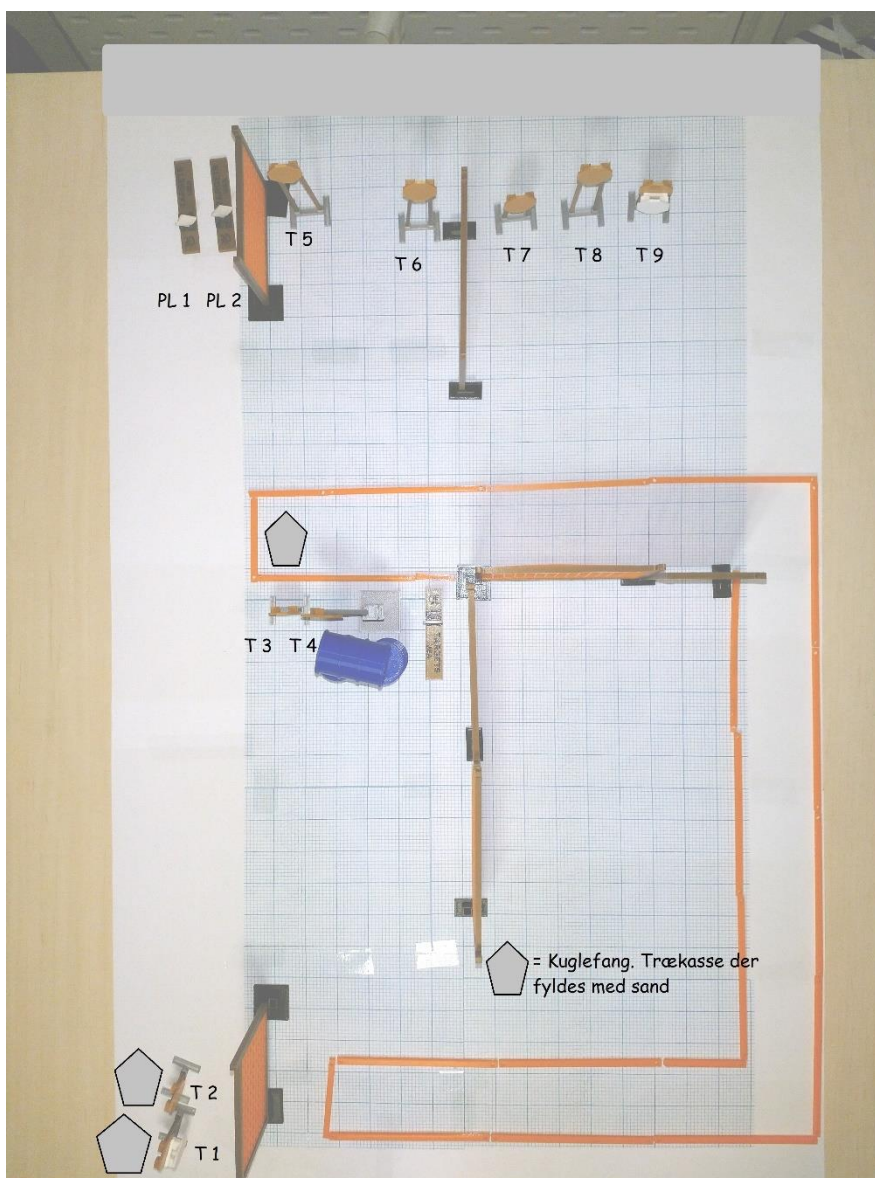 T 5
T 6
T 7
T 8
T 9
PL 1 PL 2
T 3 T 4
TARGETS
= Kuglefang. Trækasse der
fyldes med sand
T 2
T 1